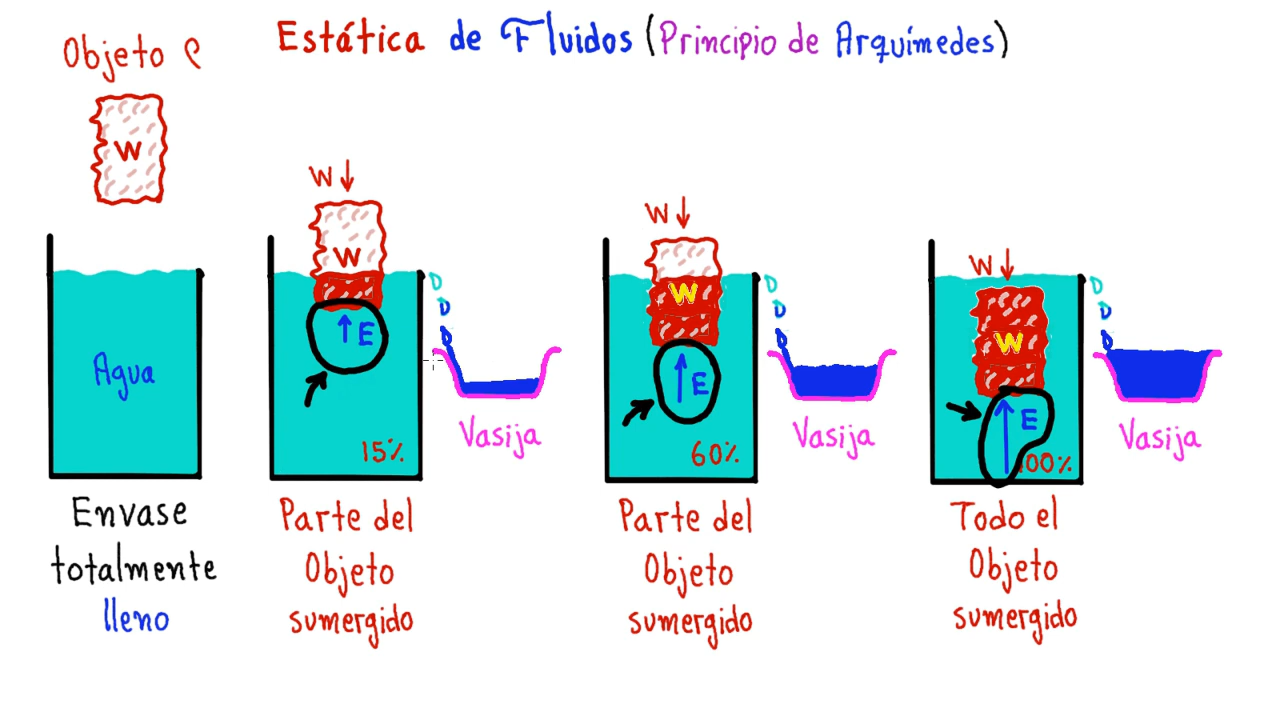 Estática de Fluidos (Principio de Arquímedes)
Objeto ρ
W
Agua
Envase
totalmente
lleno
W
W
E
15%
Vasija
Parte del
Objeto
sumergido
W
W
E
60%
Vasija
Parte del
Objeto
sumergido
W
W
E
100%
Vasija
Todo el
Objeto
sumergido